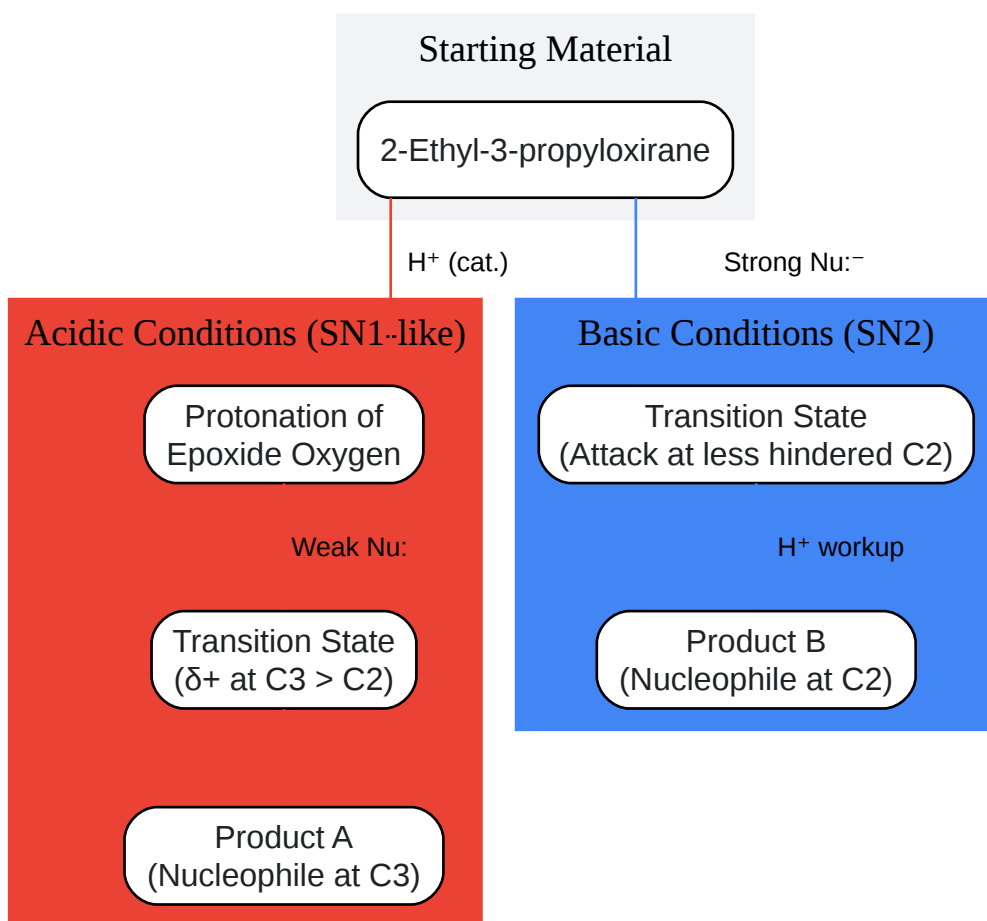 Starting Material
2-Ethyl-3-propyloxirane
H⁺ (cat.)
Strong Nu:⁻
Acidic Conditions (SN1-like)
Basic Conditions (SN2)
Protonation of
Epoxide Oxygen
Transition State
(Attack at less hindered C2)
Weak Nu:
H⁺ workup
Transition State
(δ+ at C3 > C2)
Product B
(Nucleophile at C2)
Product A
(Nucleophile at C3)